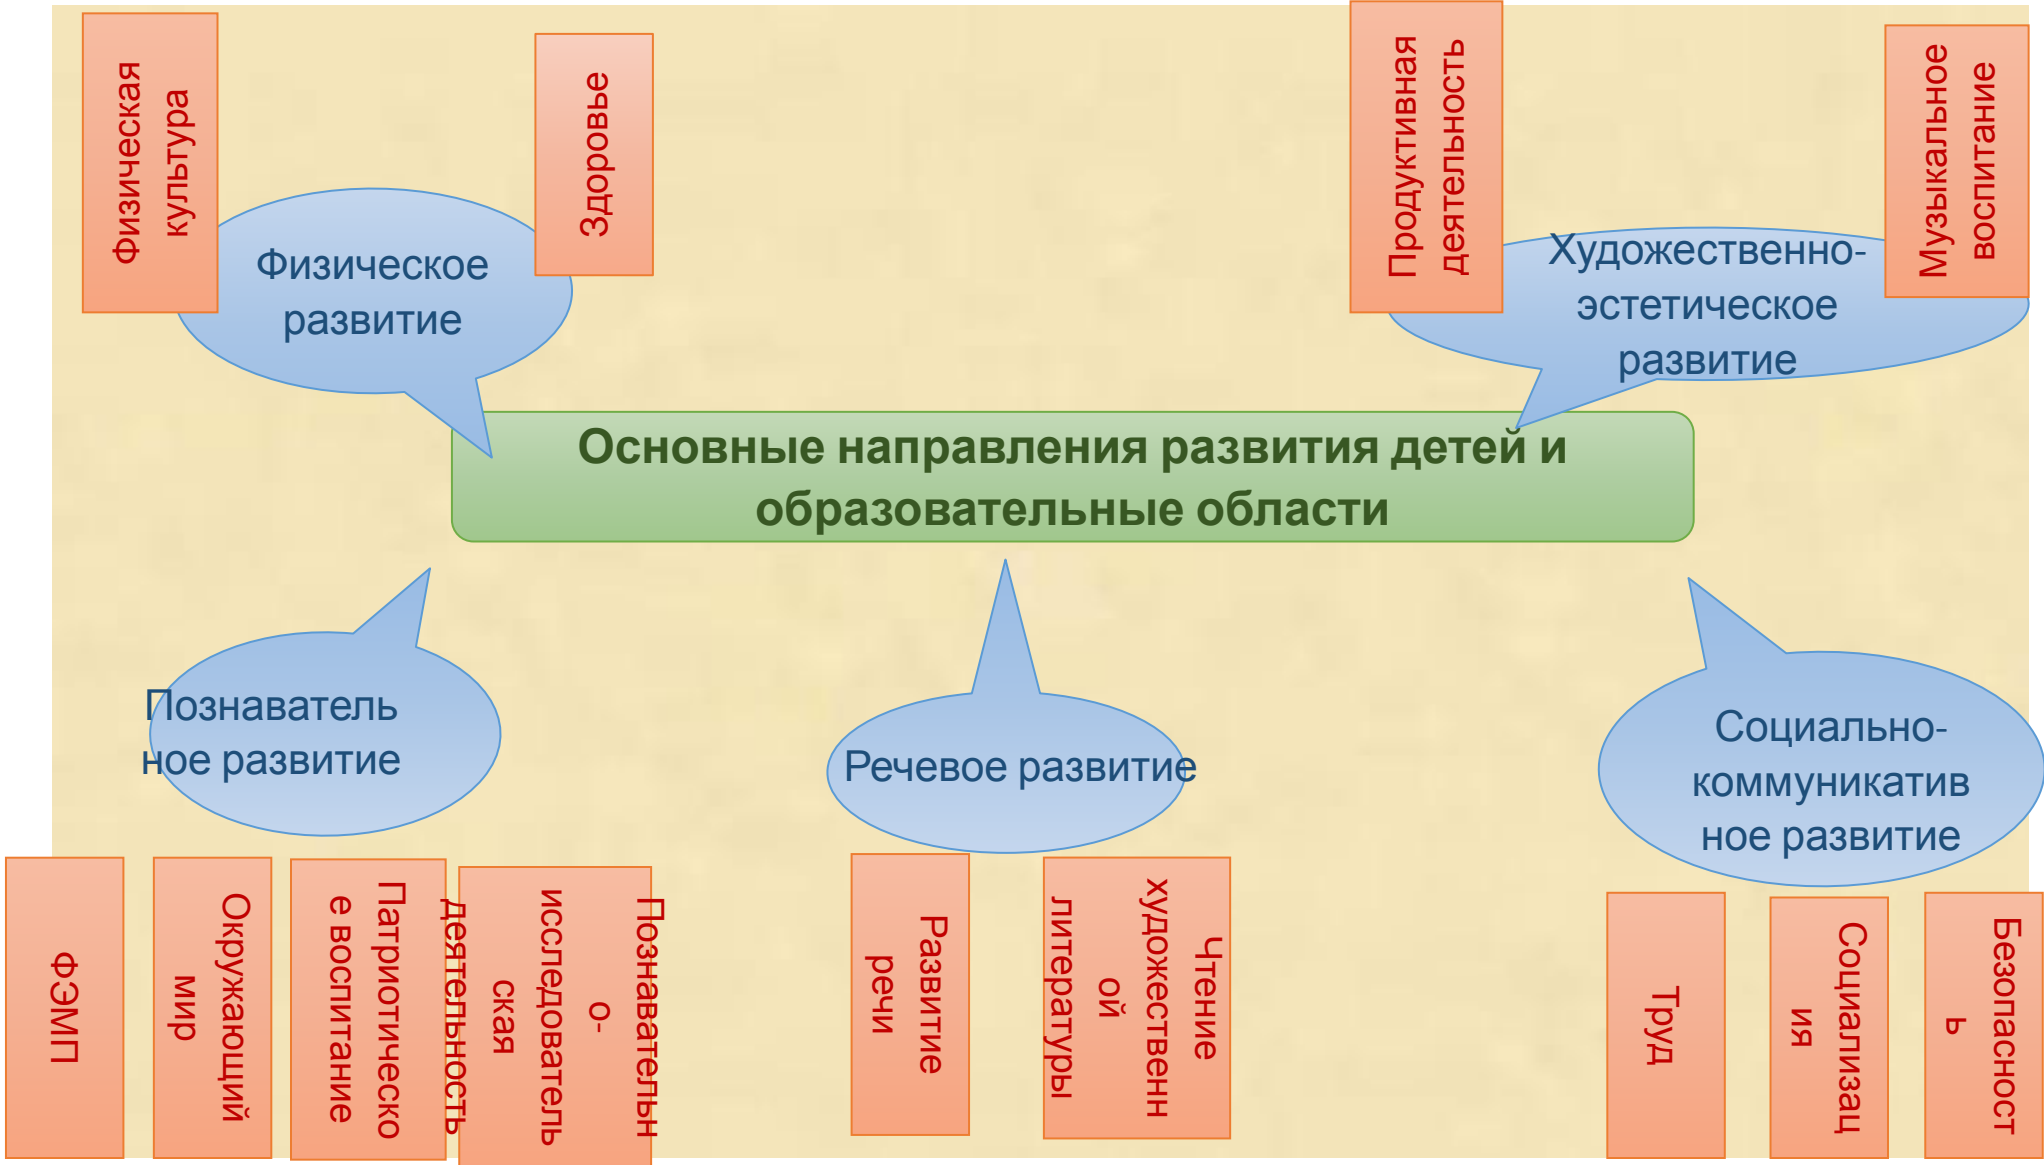 Физическая
культура
Здоровье
Продуктивная
деятельность
Музыкальное
воспитание
Физическое
развитие
Художественно-
эстетическое
развитие
Основные направления развития детей и
образовательные области
Познаватель
ное развитие
Речевое развитие
Социально-
коммуникатив
ное развитие
ФЭМП
Окружающий
мир
Патриотическо
е воспитание
Познавательн
о-
исследователь
ская
деятельность
Развитие
речи
Чтение
художественн
ой
литературы
Труд
Социализац
ия
Безопасност
ь